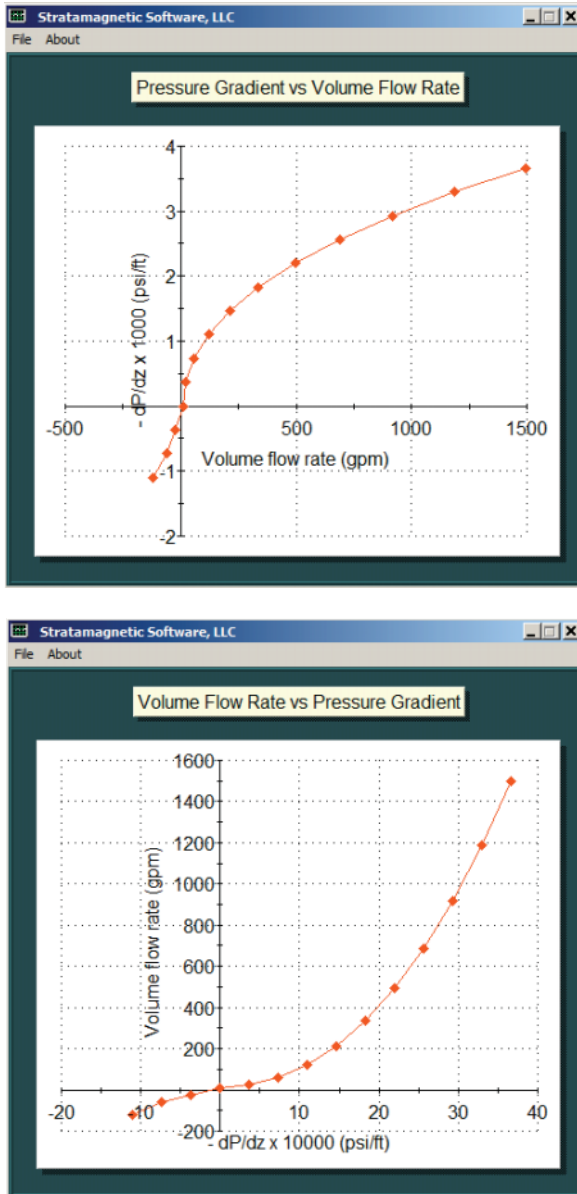 Stratamagnetic Software, LLC
File About
Pressure Gradient vs Volume Flow Rate
4
3
2
1
-1
-2
- dP/dz x 1000 (psi/ft)
-500 500 1000 1500
Volume flow rate (gpm)
Stratamagnetic Software, LLC
File About
Volume Flow Rate vs Pressure Gradient
1600
1400
1200
1000
800
600
400
200
-200
Volume flow rate (gpm)
-20 -10 10 20 30 40
- dP/dz x 10000 (psi/ft)